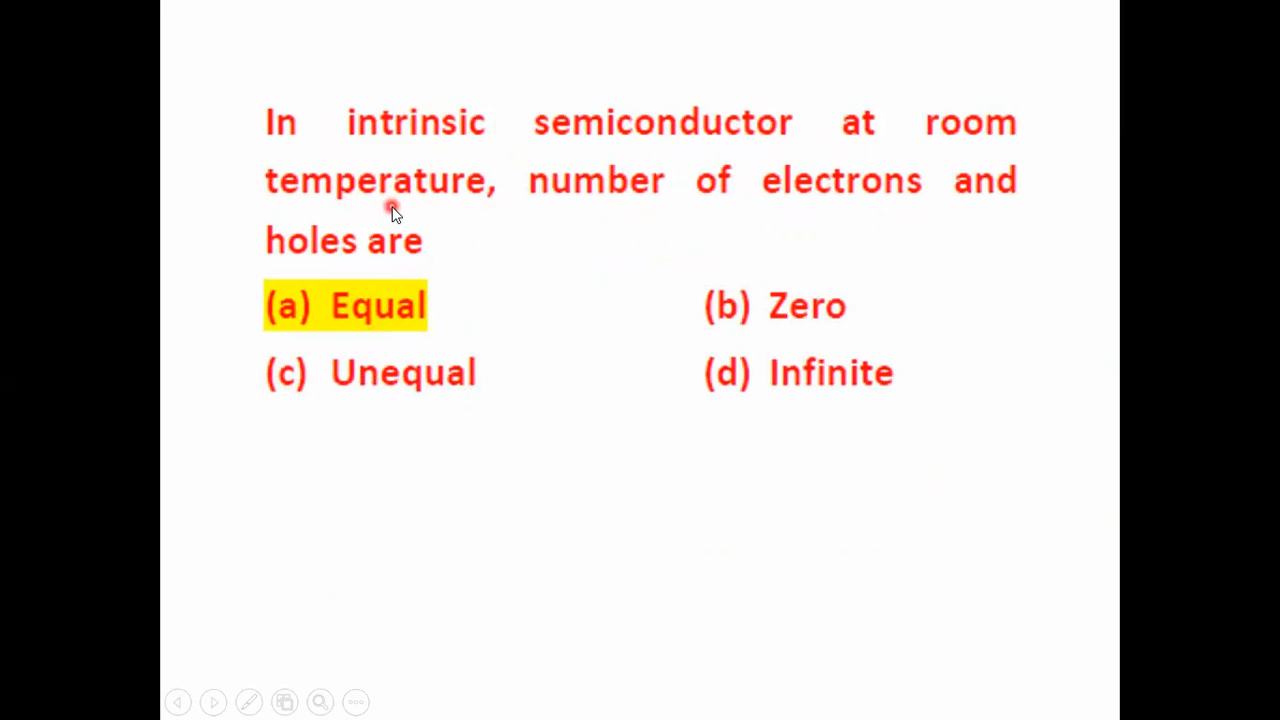 In intrinsic semiconductor at room
temperature, number of electrons and
holes are
(a) Equal (b) Zero
(c) Unequal (d) Infinite